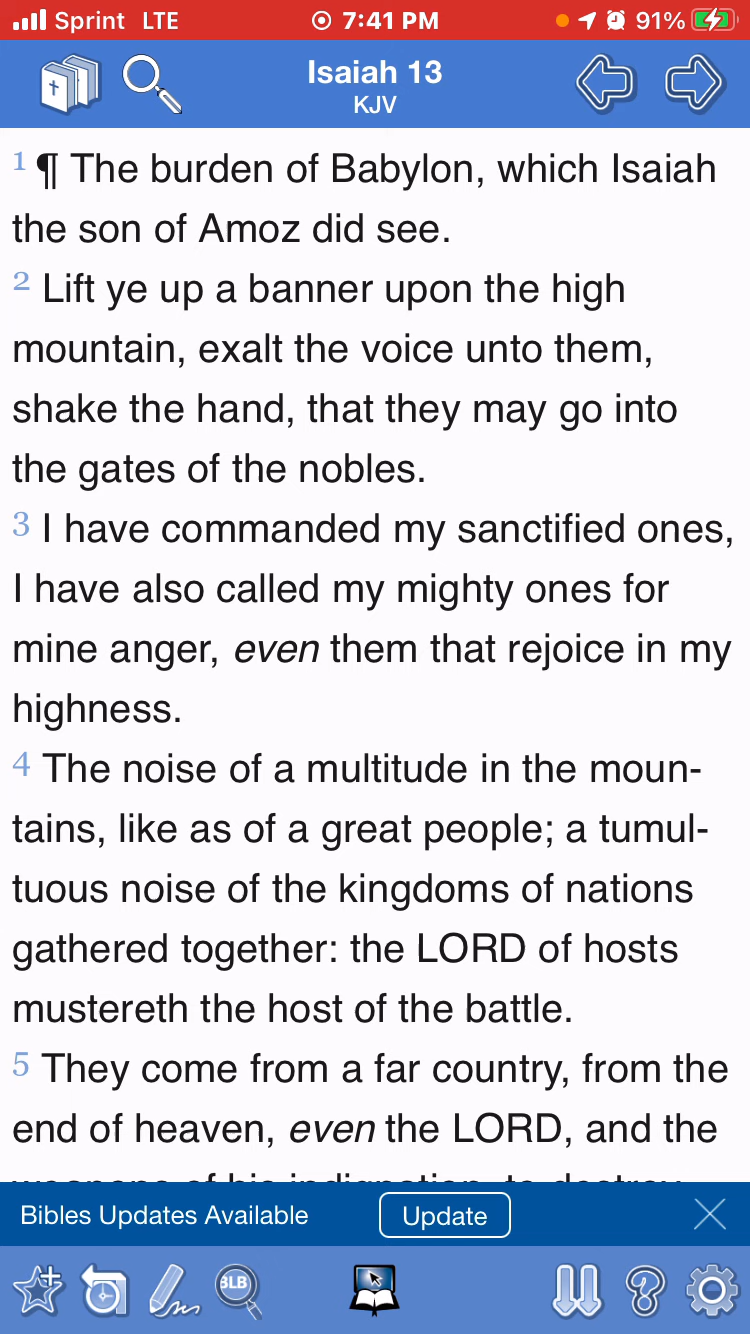 Sprint LTE 7:41 PM 91%
Isaiah 13
KJV
1 ¶ The burden of Babylon, which Isaiah
the son of Amoz did see.
2 Lift ye up a banner upon the high
mountain, exalt the voice unto them,
shake the hand, that they may go into
the gates of the nobles.
3 I have commanded my sanctified ones,
I have also called my mighty ones for
mine anger, even them that rejoice in my
highness.
4 The noise of a multitude in the moun-
tains, like as of a great people; a tumul-
tuous noise of the kingdoms of nations
gathered together: the LORD of hosts
mustereth the host of the battle.
5 They come from a far country, from the
end of heaven, even the LORD, and the
weapons of his indignation, to destroy
Bibles Updates Available Update
BLB